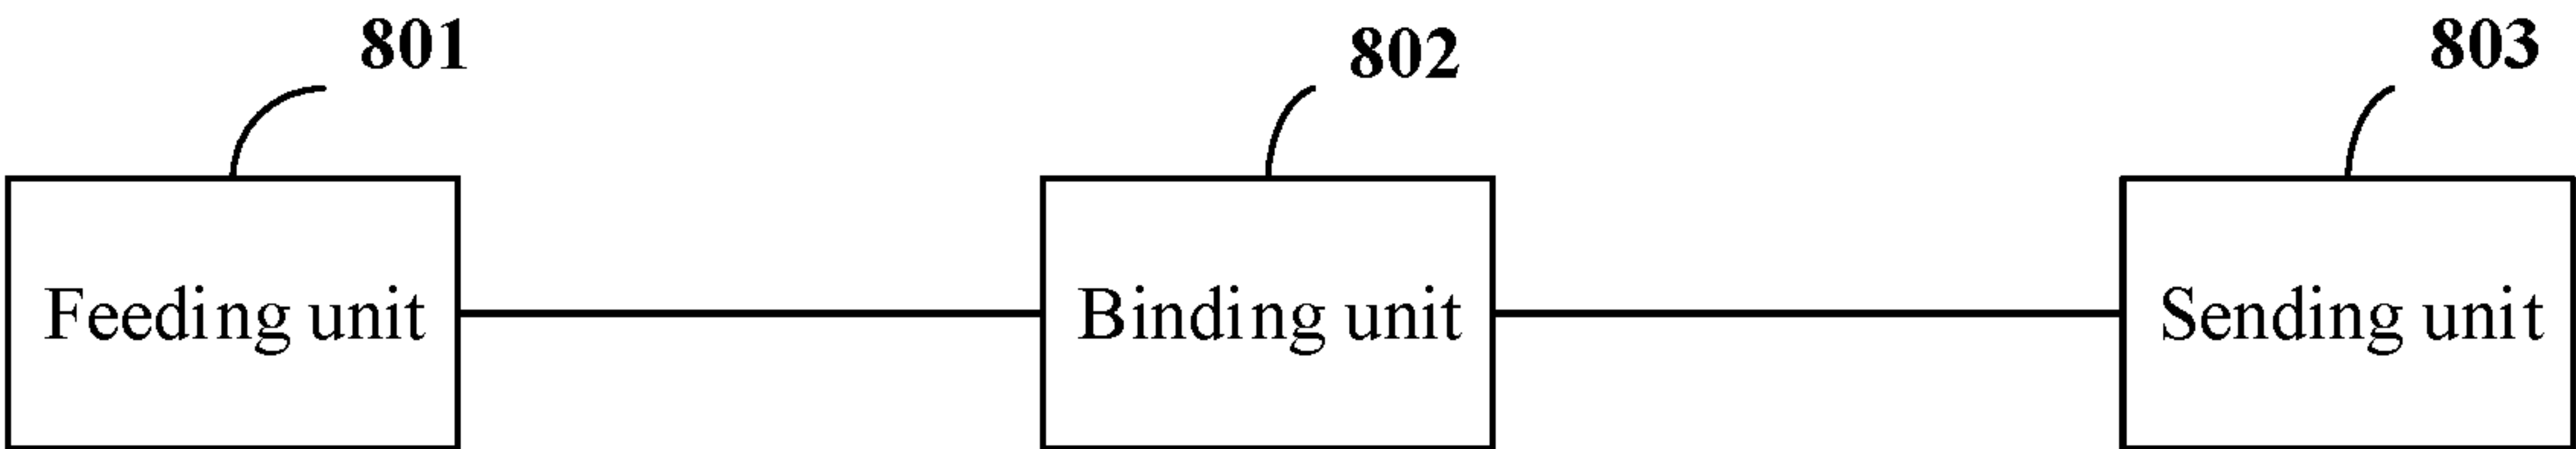 801
802
803
Feeding unit
Binding unit
Sending unit